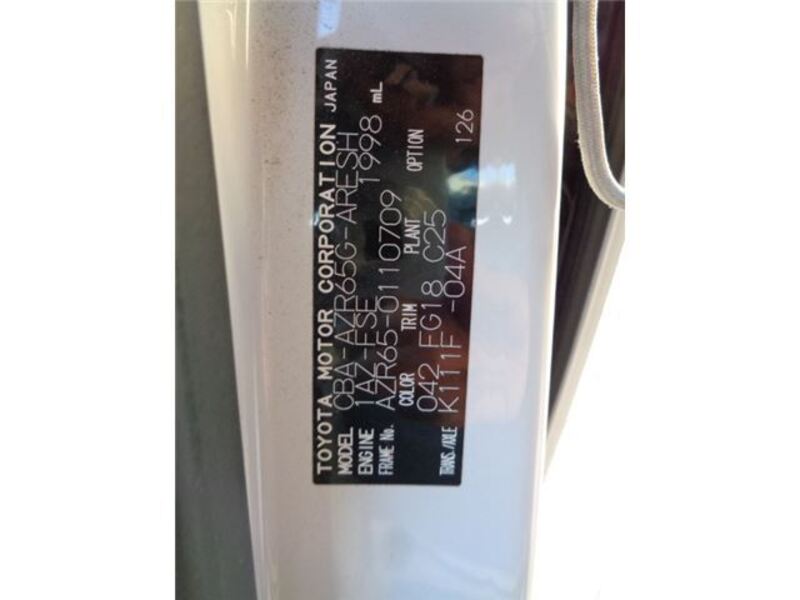 TOYOTA MOTOR CORPORATION JAPAN
MODEL CBA-AZR65G-ARESH
ENGINE 1AZ-FSE 1998 mL
FRAME No. AZR65-0110709
COLOR TRIM PLANT OPTION
042 FG18 C25
TRANS./AXLE K111F -04A 126